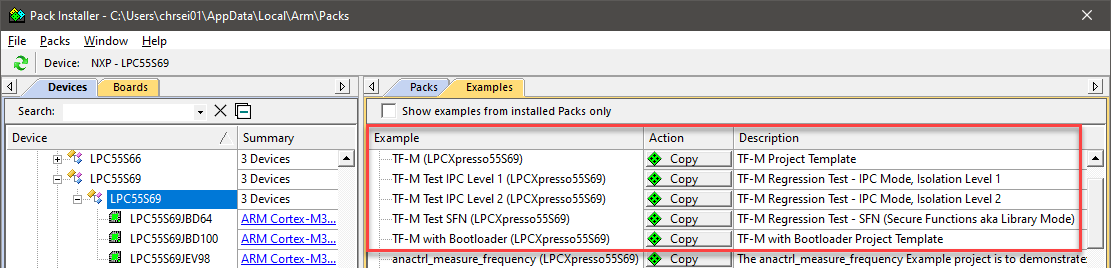 Pack Installer - C:\Users\chrsei01\AppData\Local\Arm\Packs
File Packs Window Help
Device: NXP - LPC55S69
Devices Boards
Search:
Device Summary
LPC55S66 3 Devices
LPC55S69 3 Devices
LPC55S69 3 Devices
LPC55S69JBD64 ARM Cortex-M3...
LPC55S69JBD100 ARM Cortex-M3...
LPC55S69JEV98 ARM Cortex-M3...
Packs Examples
Show examples from installed Packs only
Example Action Description
TF-M (LPCXpresso55S69) Copy TF-M Project Template
TF-M Test IPC Level 1 (LPCXpresso55S69) Copy TF-M Regression Test - IPC Mode, Isolation Level 1
TF-M Test IPC Level 2 (LPCXpresso55S69) Copy TF-M Regression Test - IPC Mode, Isolation Level 2
TF-M Test SFN (LPCXpresso55S69) Copy TF-M Regression Test - SFN (Secure Functions aka Library Mode)
TF-M with Bootloader (LPCXpresso55S69) Copy TF-M with Bootloader Project Template
anactrl_measure_frequency (LPCXpresso55S69) Copy The anactrl_measure_frequency Example project is to demonstrate